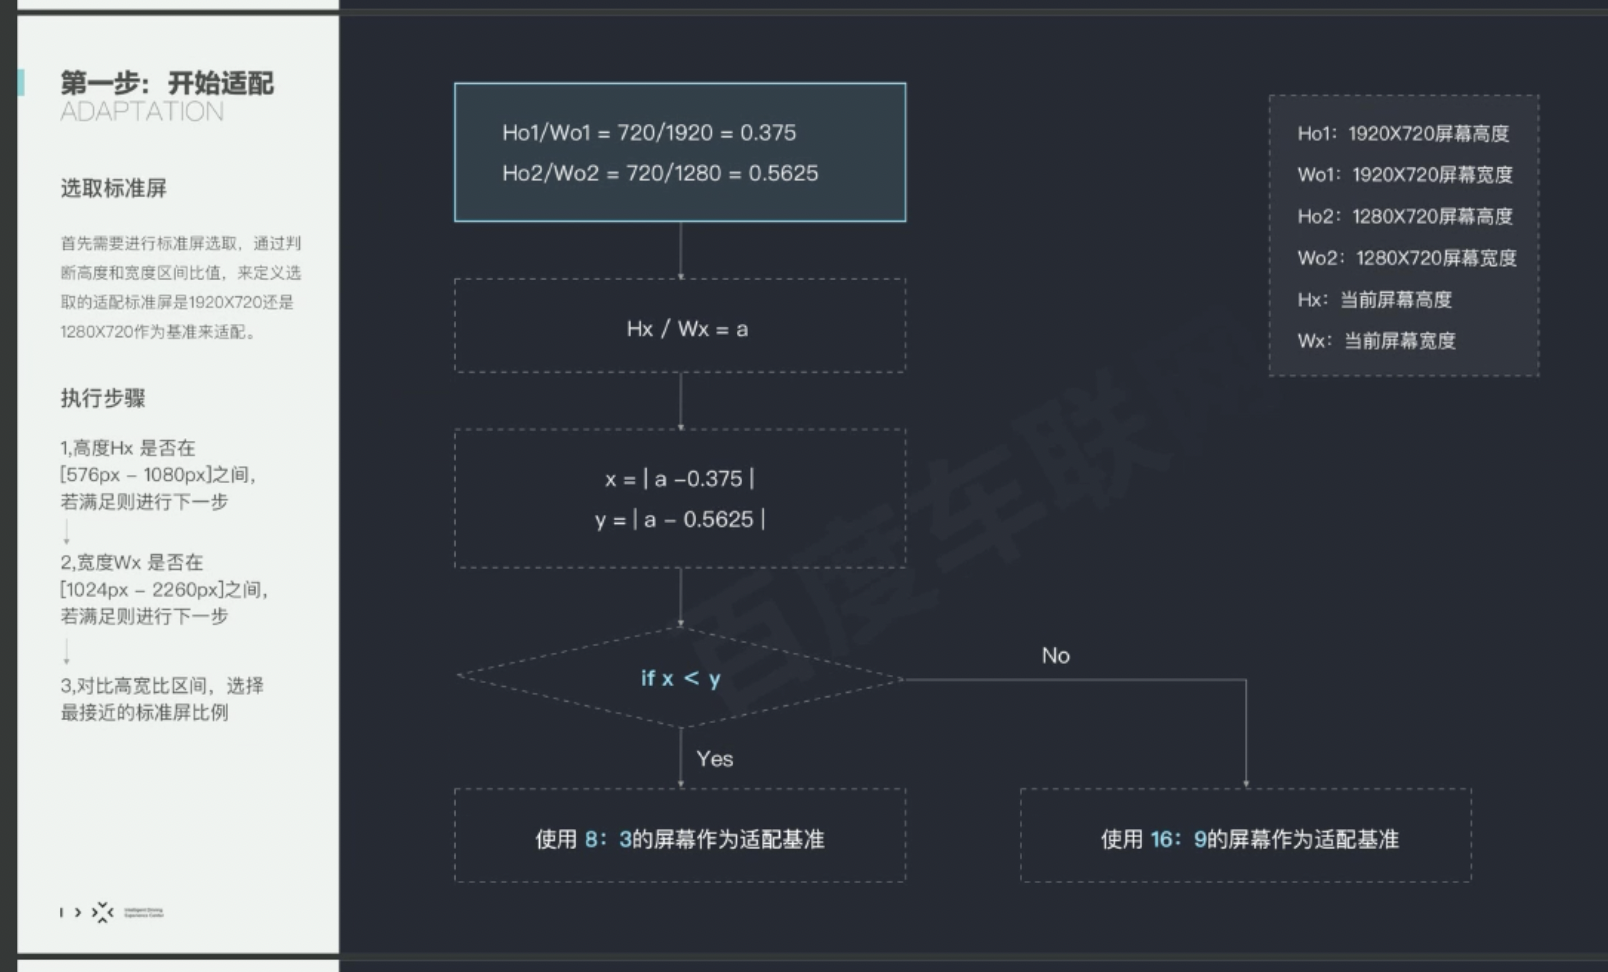 第一步：开始适配
ADAPTATION
选取标准屏
首先需要进行标准屏选取，通过判
断高度和宽度区间比值，来定义选
取的适配标准屏是1920X720还是
1280X720作为基准来适配。
执行步骤
1,高度Hx 是否在
[576px – 1080px]之间，
若满足则进行下一步
2,宽度Wx 是否在
[1024px – 2260px]之间，
若满足则进行下一步
3,对比高宽比区间，选择
最接近的标准屏比例
Intelligent Driving
Experience Center
Ho1/Wo1 = 720/1920 = 0.375
Ho2/Wo2 = 720/1280 = 0.5625
Hx / Wx = a
x = | a –0.375 |
y = | a – 0.5625 |
if x < y
Yes
No
使用 8：3的屏幕作为适配基准
使用 16：9的屏幕作为适配基准
Ho1：1920X720屏幕高度
Wo1：1920X720屏幕宽度
Ho2：1280X720屏幕高度
Wo2：1280X720屏幕宽度
Hx：当前屏幕高度
Wx：当前屏幕宽度
百度车联网